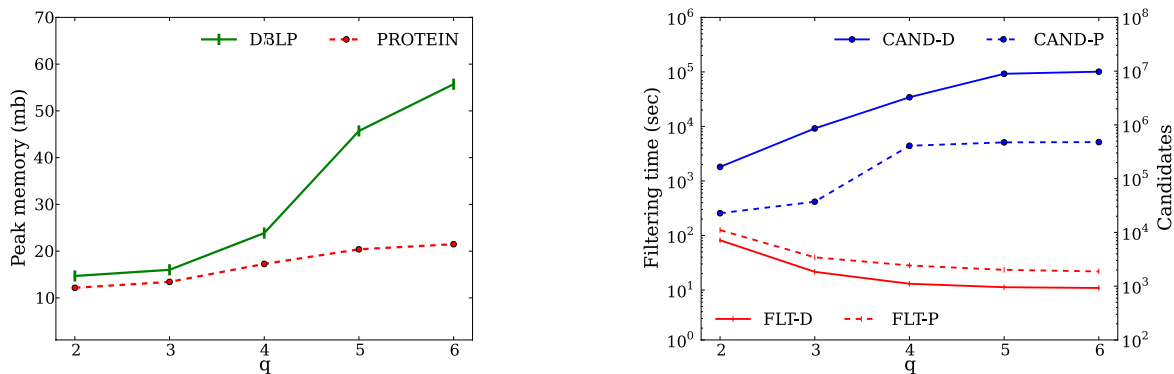 70
60
50
40
30
20
10
Peak memory (mb)
DBLP PROTEIN
2 3 4 5 6
q
10^6
10^5
10^4
10^3
10^2
10^1
10^0
Filtering time (sec)
CAND-D CAND-P
FLT-D FLT-P
2 3 4 5 6
q
10^8
10^7
10^6
10^5
10^4
10^3
10^2
Candidates